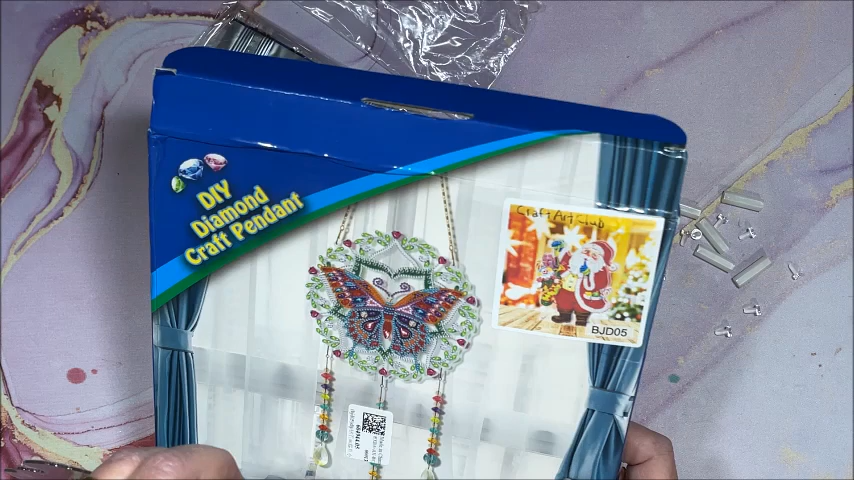 DIY
Diamond
Craft Pendant
Craft Art Club
BJD05